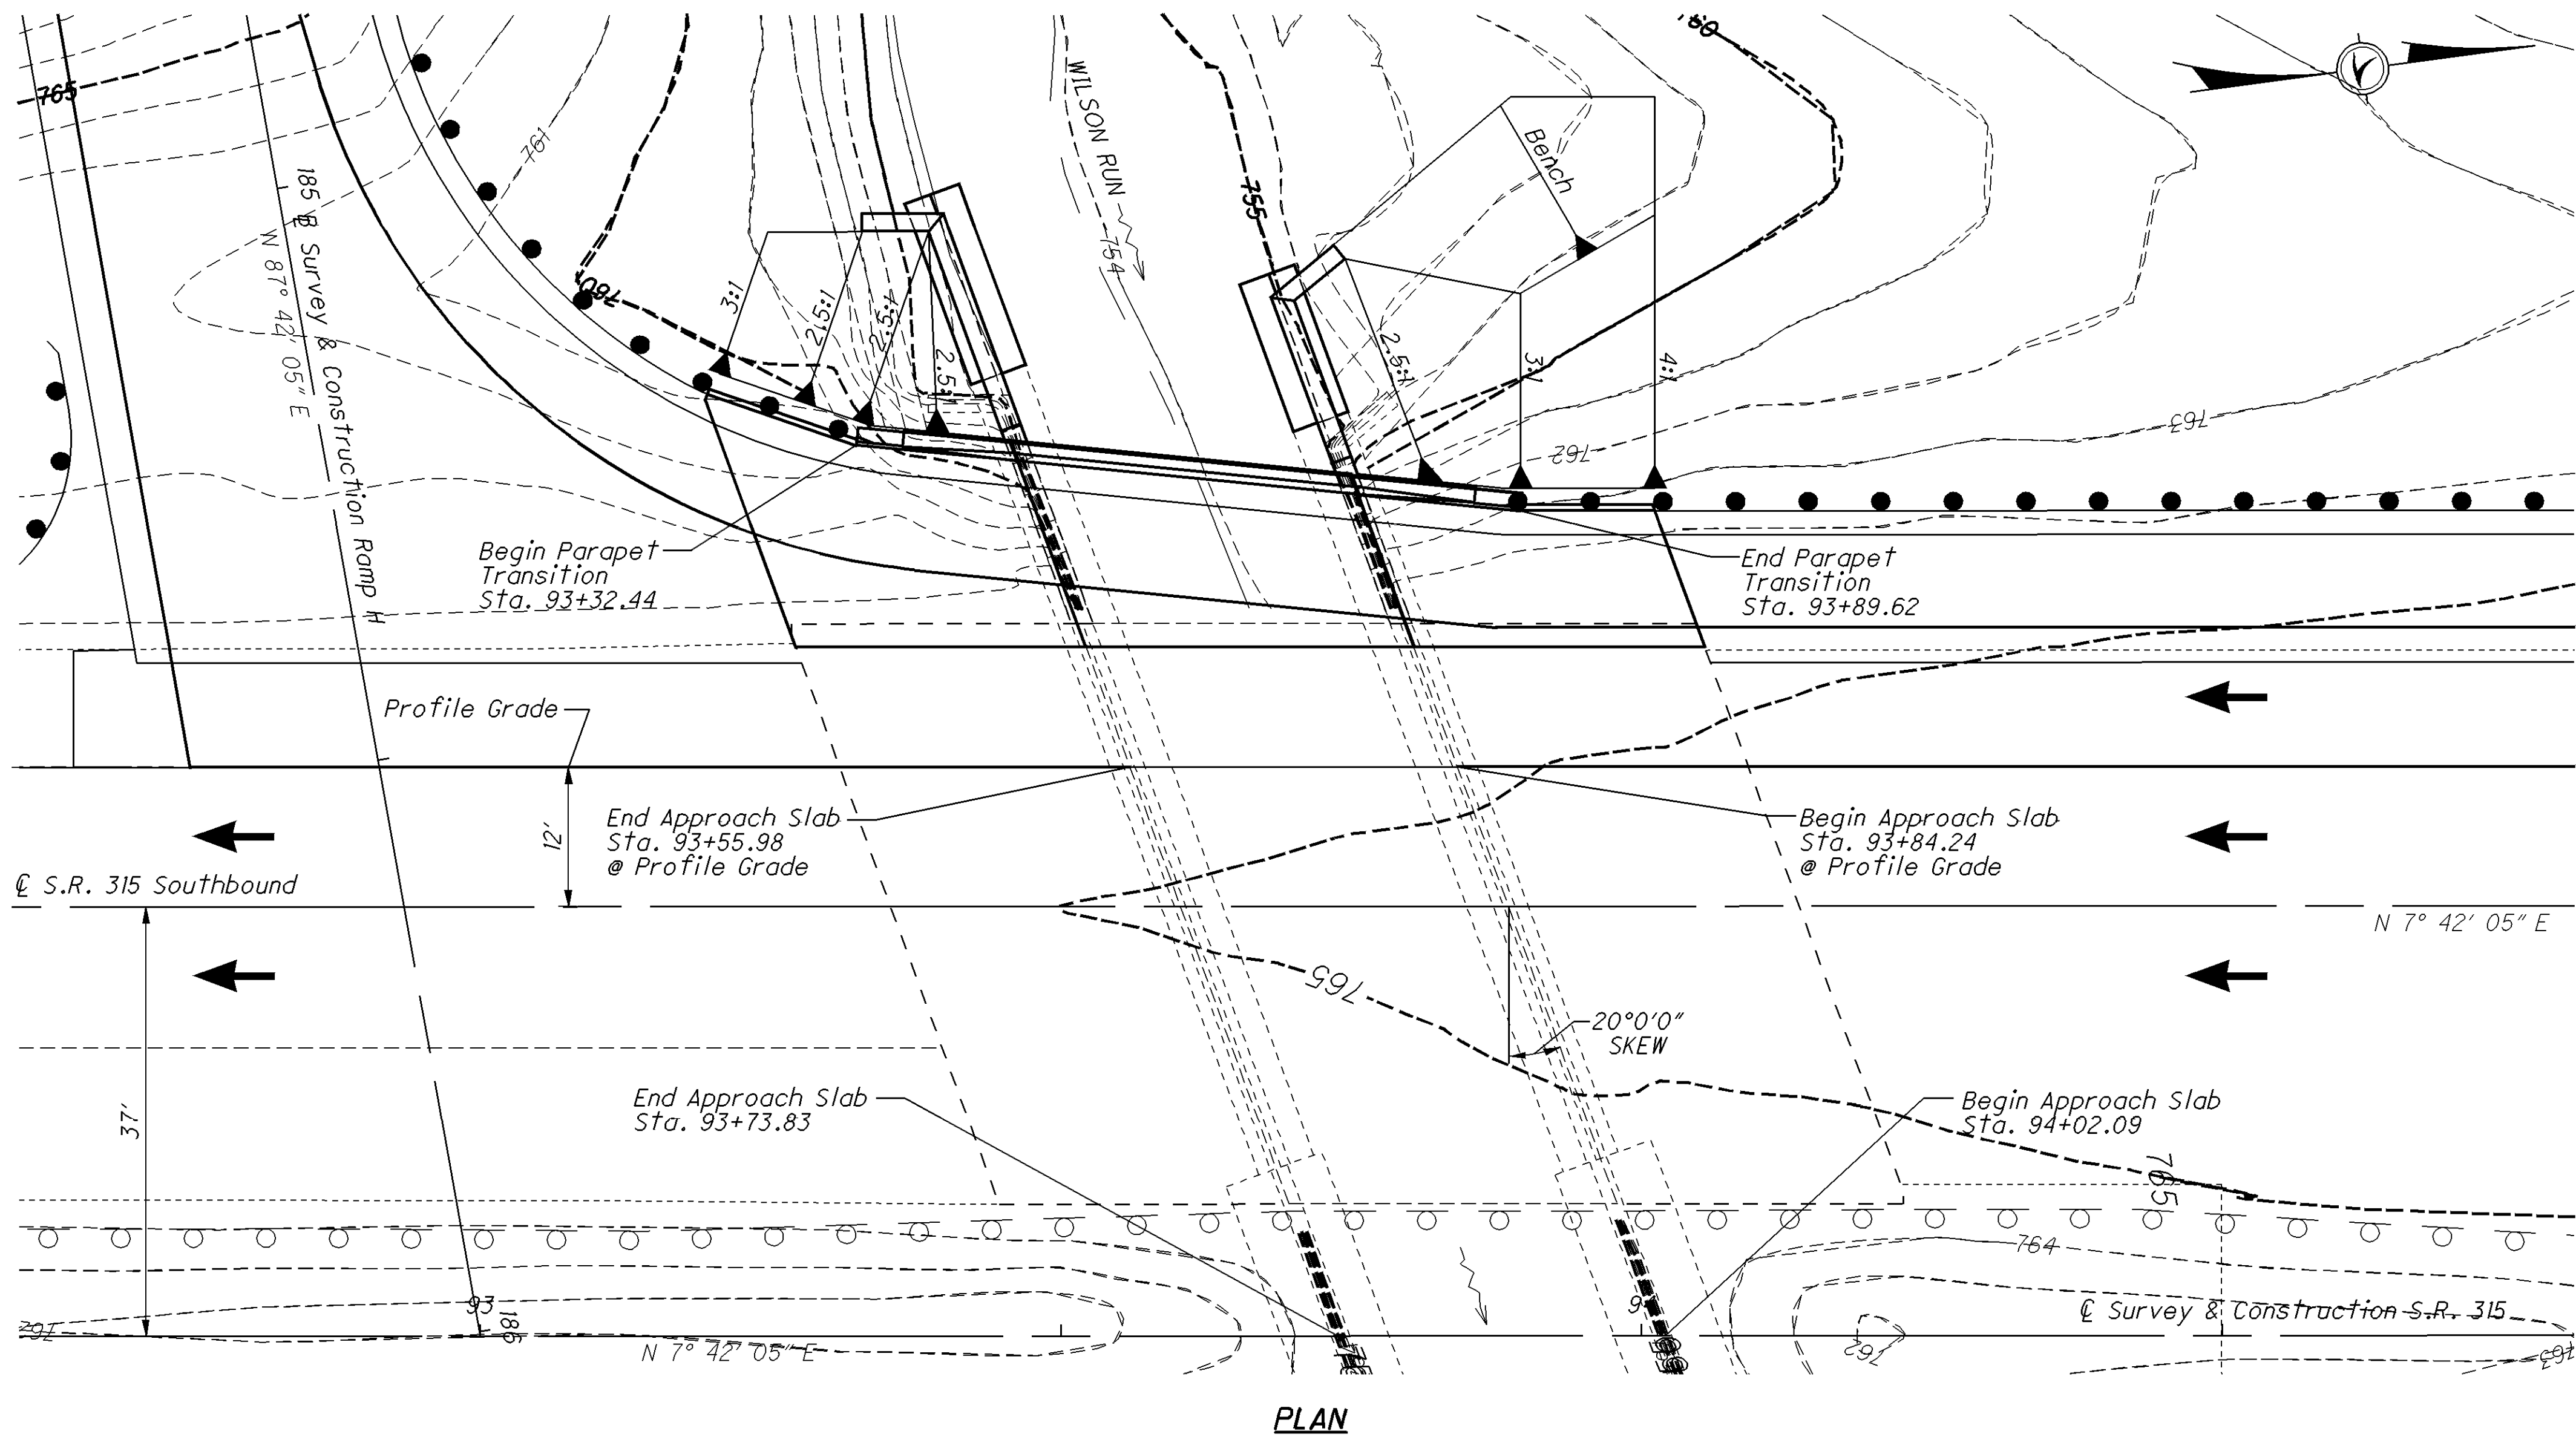 765
761
185
℄ Survey & Construction Ramp H
N 87° 42' 05" E
WILSON RUN
754
755
760
Bench
3:1
2.5:1
2.5:1
2.5:1
2.5:1
3:1
4:1
760
762
763
Begin Parapet
Transition
Sta. 93+32.44
End Parapet
Transition
Sta. 93+89.62
Profile Grade
12'
End Approach Slab
Sta. 93+55.98
@ Profile Grade
Begin Approach Slab
Sta. 93+84.24
@ Profile Grade
℄ S.R. 315 Southbound
N 7° 42' 05" E
765
20°0'0"
SKEW
37'
End Approach Slab
Sta. 93+73.83
Begin Approach Slab
Sta. 94+02.09
765
764
93
186
℄ Survey & Construction S.R. 315
762
N 7° 42' 05" E
762
763
PLAN